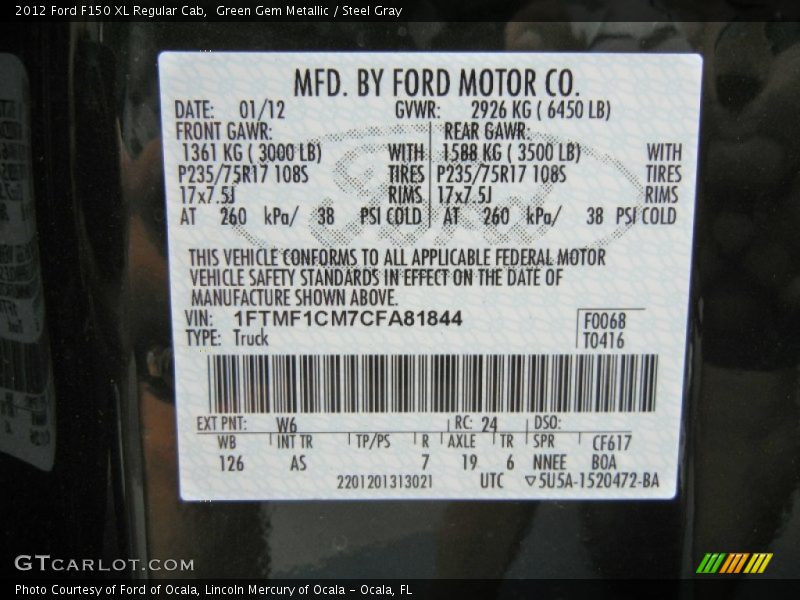 2012 Ford F150 XL Regular Cab,  Green Gem Metallic / Steel Gray
MFD. BY FORD MOTOR CO.
DATE: 01/12 GVWR: 2926 KG ( 6450 LB)
FRONT GAWR: REAR GAWR:
1361 KG ( 3000 LB) WITH 1588 KG ( 3500 LB) WITH
P235/75R17 108S TIRES P235/75R17 108S TIRES
17x7.5J RIMS 17x7.5J RIMS
AT 260 kPa/ 38 PSI COLD AT 260 kPa/ 38 PSI COLD
THIS VEHICLE CONFORMS TO ALL APPLICABLE FEDERAL MOTOR
VEHICLE SAFETY STANDARDS IN EFFECT ON THE DATE OF
MANUFACTURE SHOWN ABOVE.
VIN: 1FTMF1CM7CFA81844 F0068
TYPE: Truck T0416
EXT PNT: W6 RC: 24 DSO:
WB INT TR TP/PS R AXLE TR SPR CF617
126 AS 7 19 6 NNEE BOA
2201201313021 UTC ▽5U5A-1520472-BA
GTCARLOT.COM
Photo Courtesy of Ford of Ocala, Lincoln Mercury of Ocala - Ocala, FL